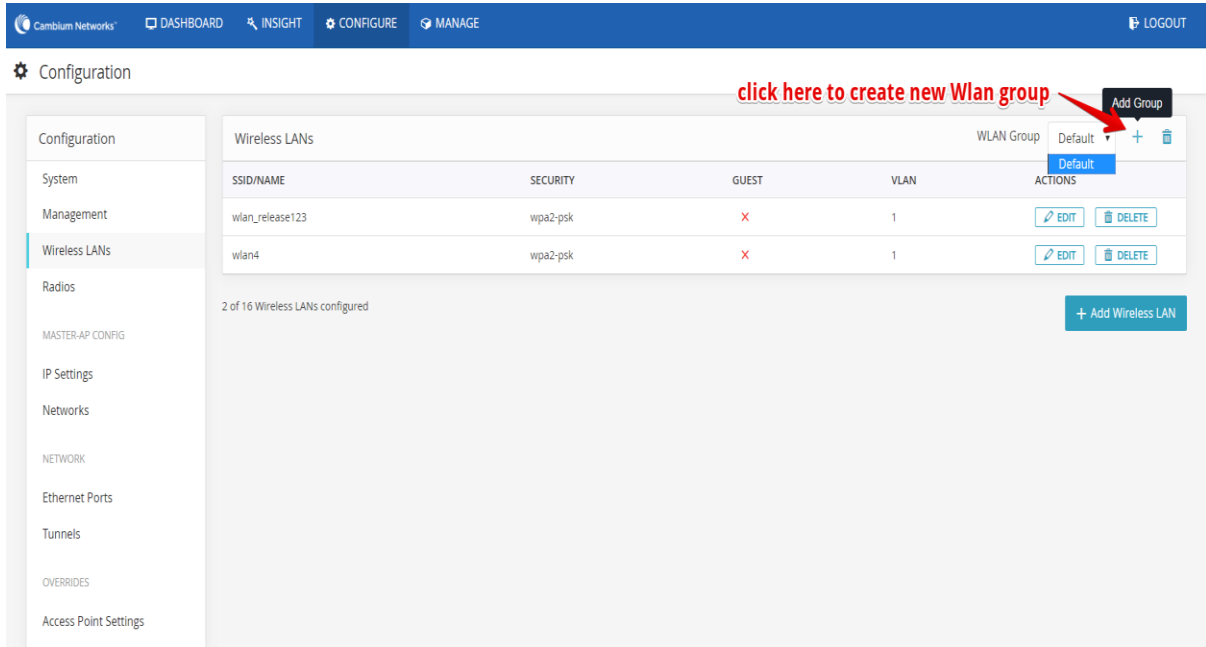 Cambium Networks™ DASHBOARD INSIGHT CONFIGURE MANAGE LOGOUT
Configuration
click here to create new Wlan group
Add Group
Configuration
System
Management
Wireless LANs
Radios
MASTER-AP CONFIG
IP Settings
Networks
NETWORK
Ethernet Ports
Tunnels
OVERRIDES
Access Point Settings
Wireless LANs WLAN Group Default
Default
SSID/NAME SECURITY GUEST VLAN ACTIONS
wlan_release123 wpa2-psk X 1 EDIT DELETE
wlan4 wpa2-psk X 1 EDIT DELETE
2 of 16 Wireless LANs configured
+ Add Wireless LAN